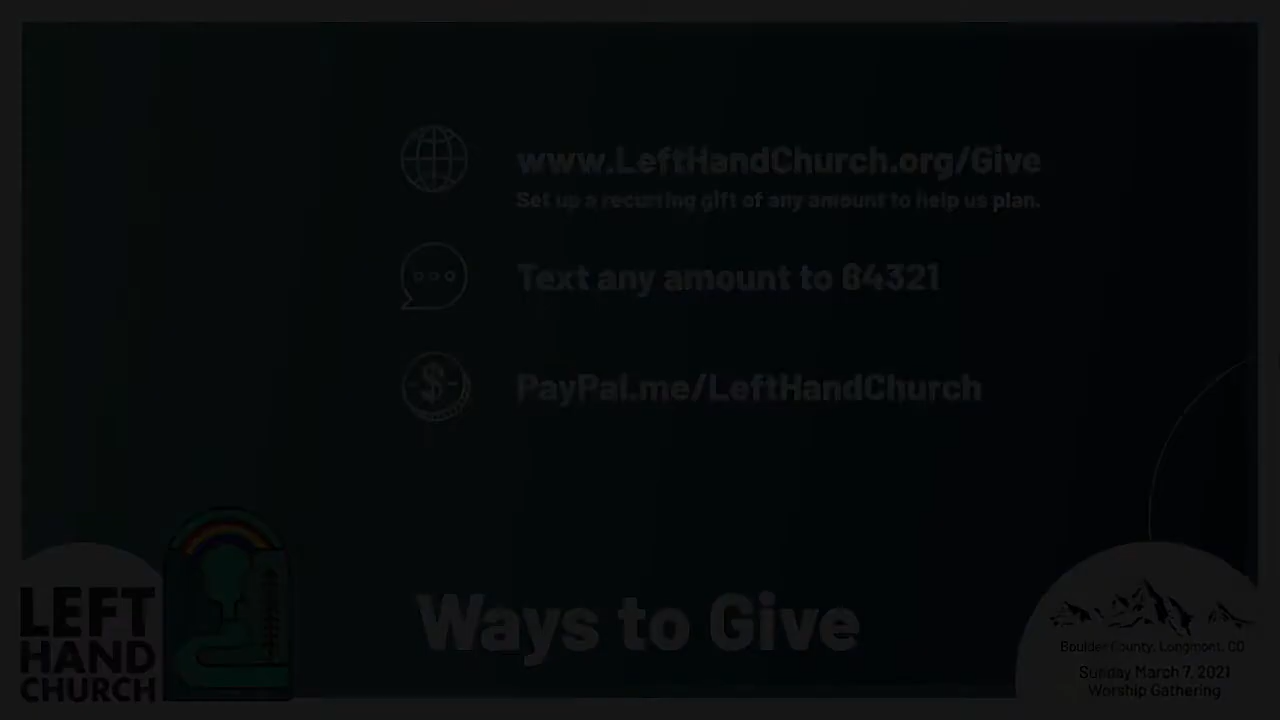 www.LeftHandChurch.org/Give
Set up a recurring gift of any amount to help us plan.
Text any amount to 84321
PayPal.me/LeftHandChurch
Ways to Give
LEFT
HAND
CHURCH
Boulder County, Longmont, CO
Sunday March 7, 2021
Worship Gathering